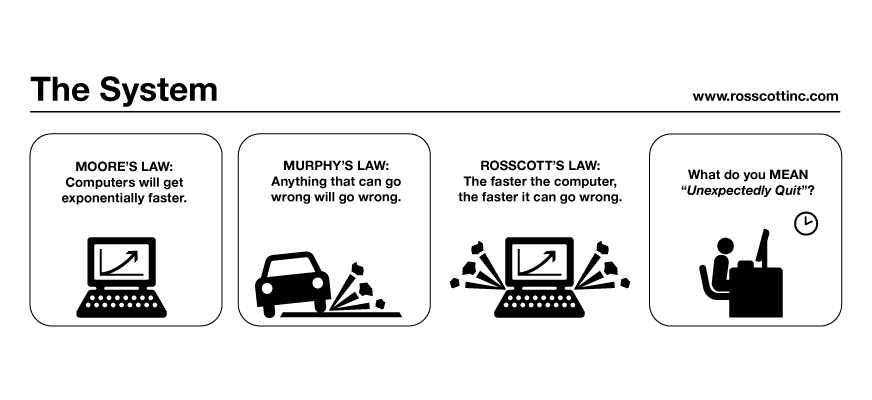 The System
www.rosscottinc.com
MOORE'S LAW:
Computers will get
exponentially faster.
MURPHY'S LAW:
Anything that can go
wrong will go wrong.
ROSSCOTT'S LAW:
The faster the computer,
the faster it can go wrong.
What do you MEAN
“Unexpectedly Quit”?